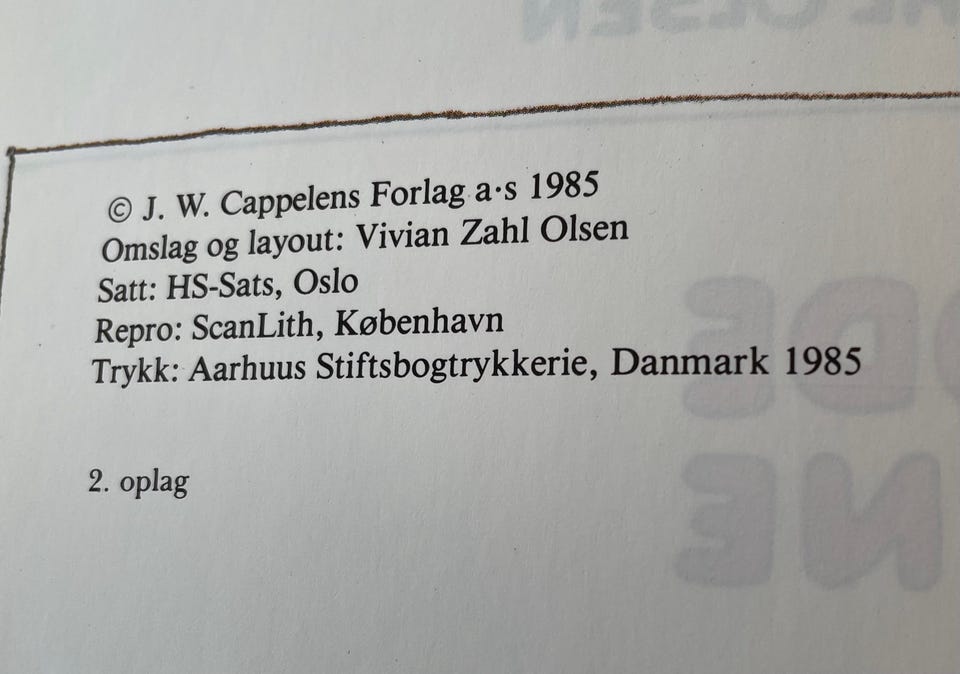 © J. W. Cappelens Forlag a·s 1985
Omslag og layout: Vivian Zahl Olsen
Satt: HS-Sats, Oslo
Repro: ScanLith, København
Trykk: Aarhuus Stiftsbogtrykkerie, Danmark 1985
2. oplag